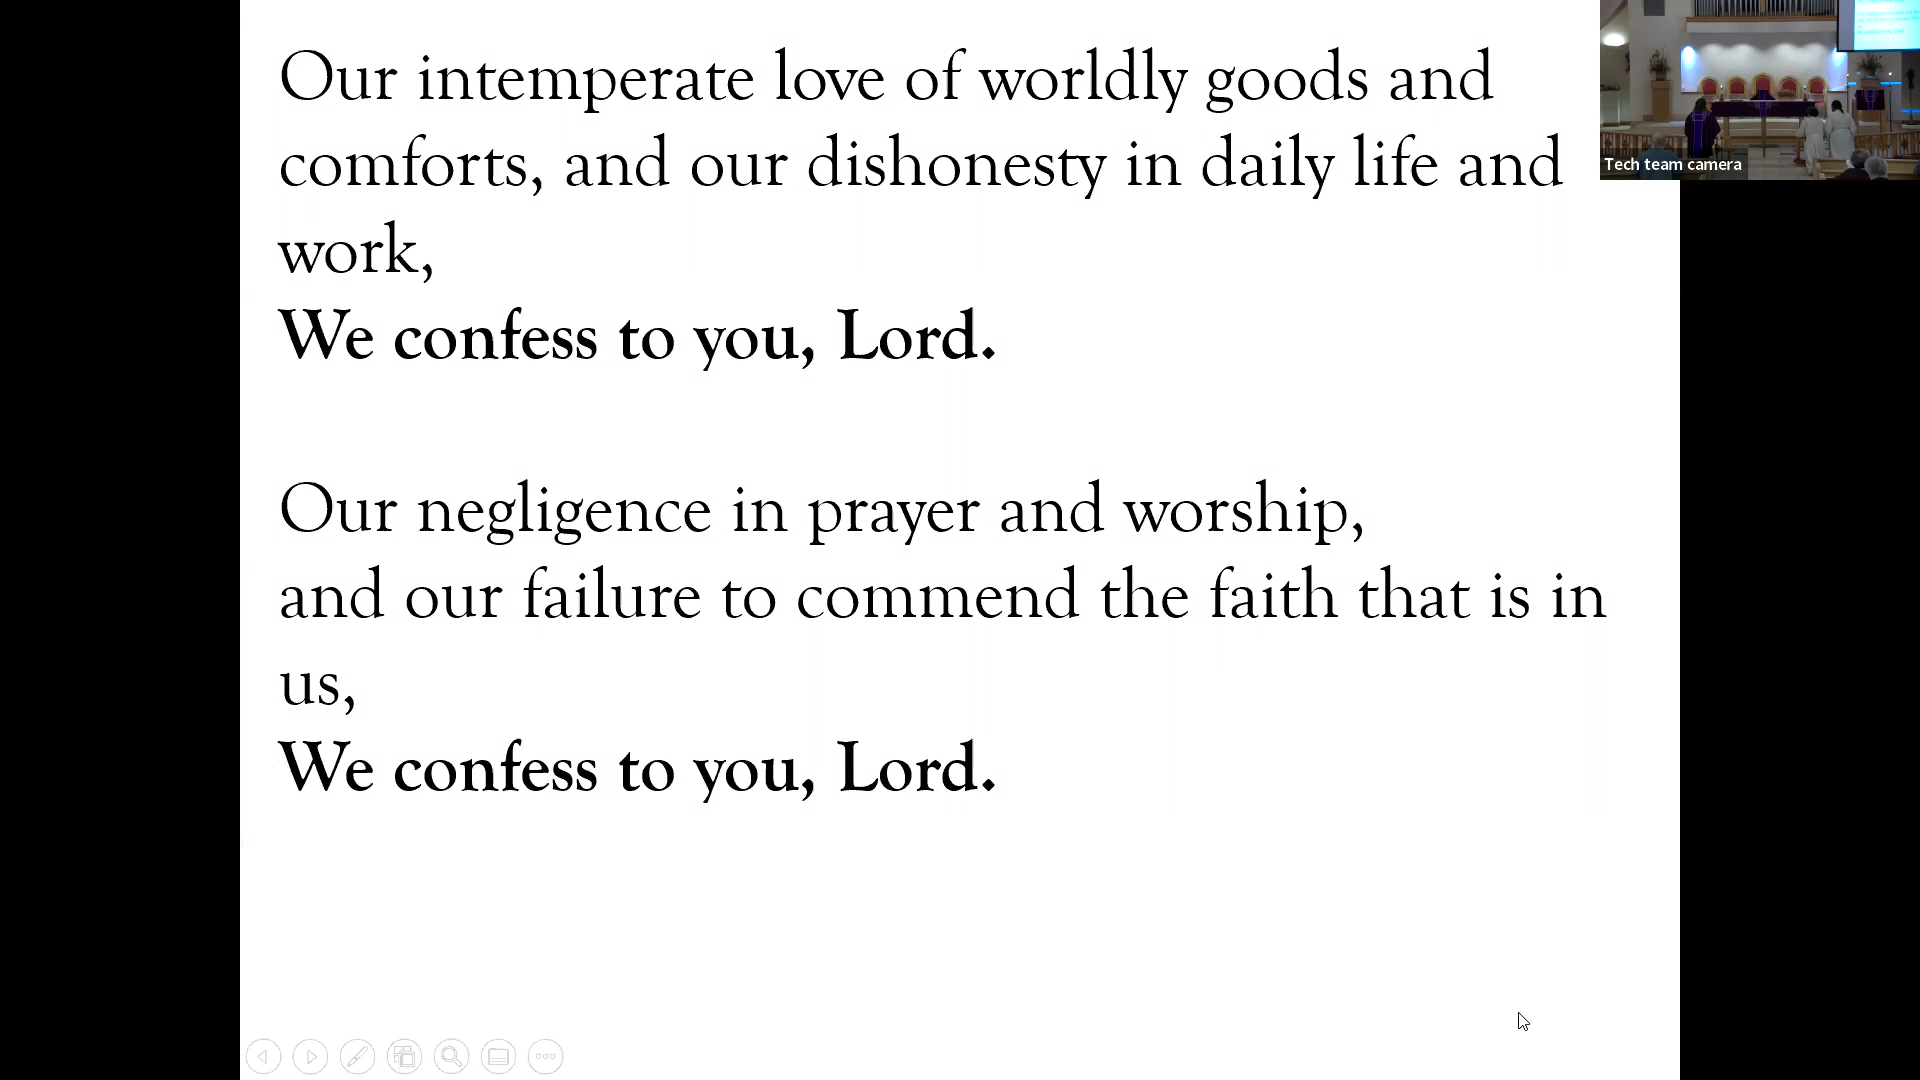 Our intemperate love of worldly goods and
comforts, and our dishonesty in daily life and
work,
We confess to you, Lord.
Our negligence in prayer and worship,
and our failure to commend the faith that is in
us,
We confess to you, Lord.
Tech team camera